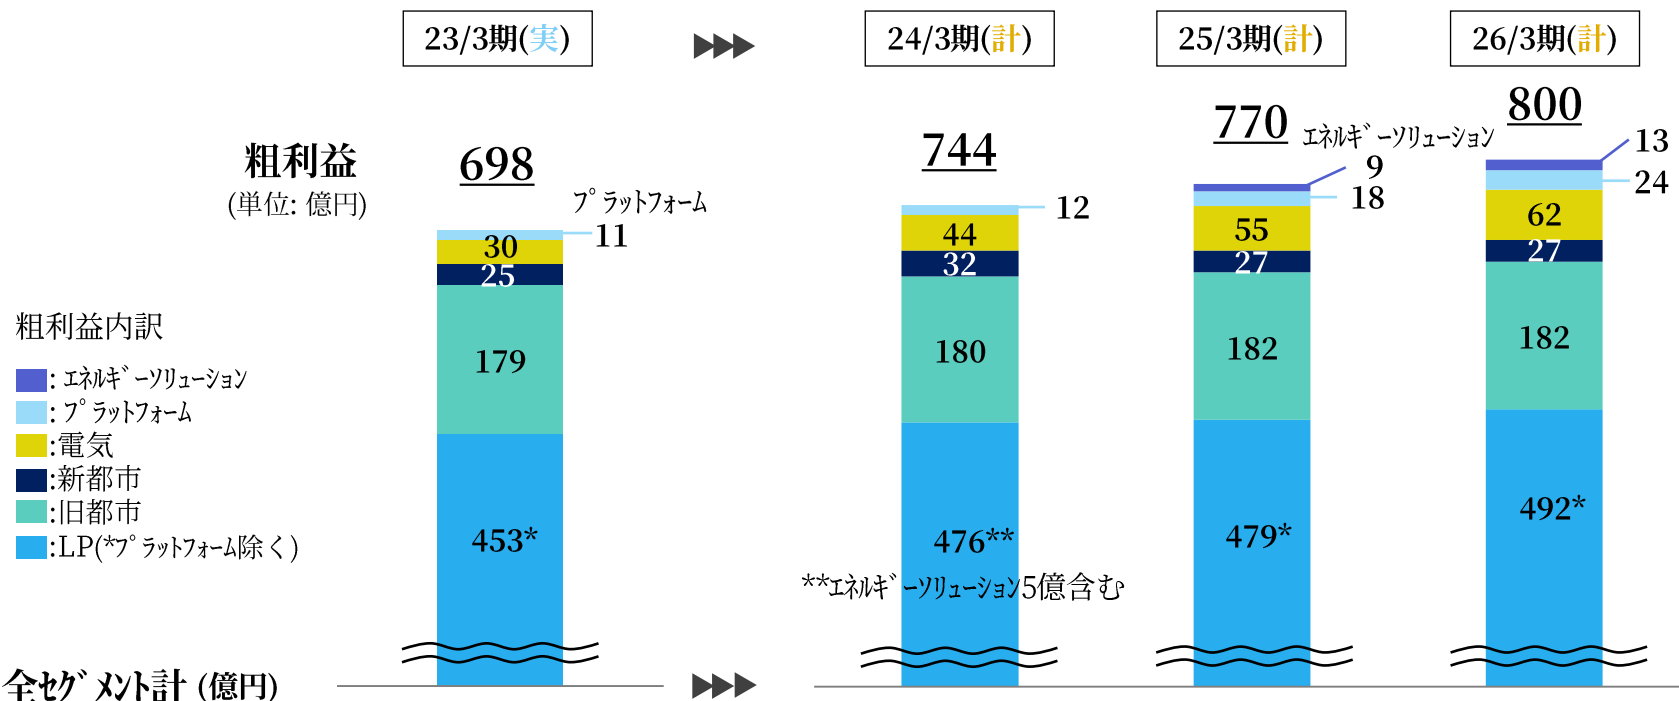 23/3期(実)
24/3期(計)
25/3期(計)
26/3期(計)
粗利益
(単位: 億円)
698
744
770
800
プラットフォーム
11
30
25
179
453*
12
44
32
180
476**
**エネルギーソリューション5億含む
エネルギーソリューション
9
18
55
27
182
479*
13
24
62
27
182
492*
粗利益内訳
: エネルギーソリューション
: プラットフォーム
:電気
:新都市
:旧都市
:LP(*プラットフォーム除く)
全セグメント計 (億円)